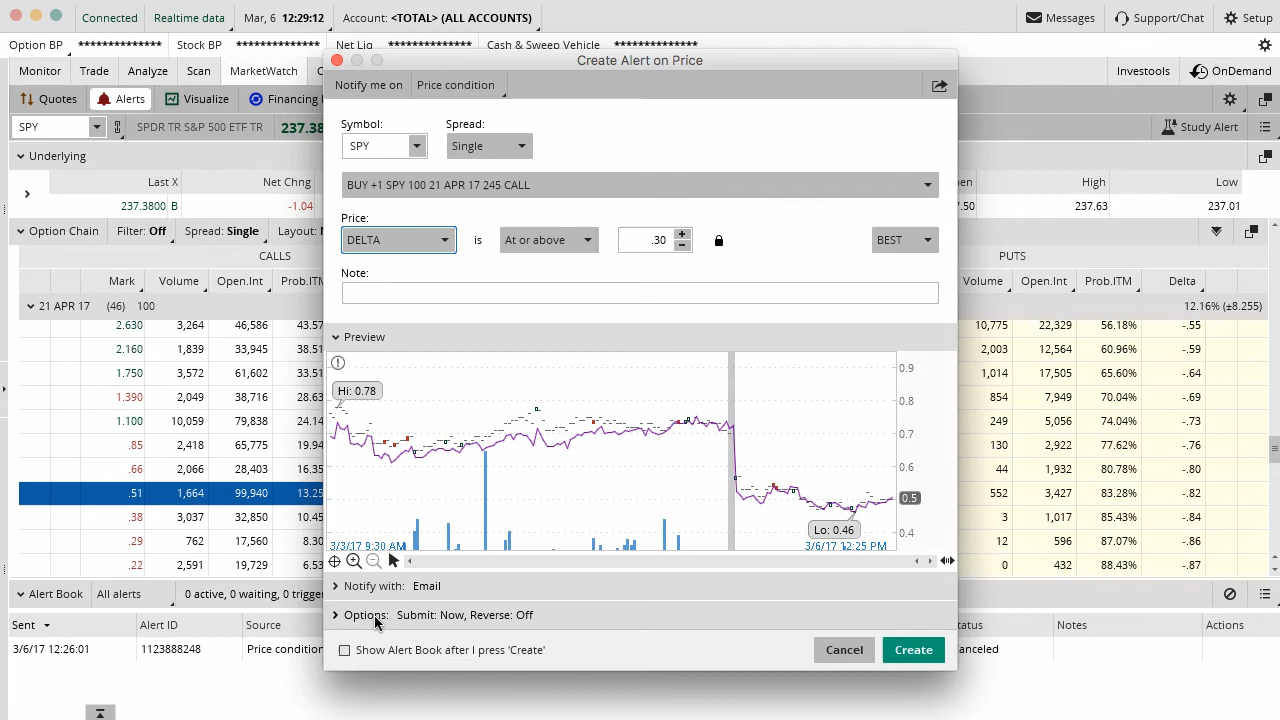 Connected Realtime data Mar, 6 12:29:12 Account: <TOTAL> (ALL ACCOUNTS) Messages Support/Chat Setup
Option BP ************** Stock BP ************** Net Liq ************** Cash & Sweep Vehicle **************
Create Alert on Price
Monitor Trade Analyze Scan MarketWatch Investools OnDemand
Notify me on Price condition
Quotes Alerts Visualize Financing
SPY SPDR TR S&P 500 ETF TR 237.38 Study Alert
Symbol: Spread:
SPY Single
Underlying
Last X Net Chng High Low
BUY +1 SPY 100 21 APR 17 245 CALL
237.3800 B -1.04 7.50 237.63 237.01
Price:
Option Chain Filter: Off Spread: Single Layout:
DELTA is At or above .30 BEST
CALLS PUTS
Note:
Mark Volume Open.Int Prob.IT Volume Open.Int Prob.ITM Delta
21 APR 17 (46) 100 12.16% (±8.255)
2.630 3,264 46,586 43.57 10,775 22,329 56.18% -.55
Preview
2.160 1,839 33,945 38.51 2,003 12,564 60.96% -.59
1.750 3,572 61,602 33.51 1,014 17,505 65.60% -.64
1.390 2,049 38,716 28.63 854 7,949 70.04% -.69
1.100 10,059 79,838 24.14 249 5,056 74.04% -.73
.85 2,418 65,775 19.94 130 2,922 77.62% -.76
.66 2,066 28,403 16.35 44 1,932 80.78% -.80
.51 1,664 99,940 13.25 552 3,427 83.28% -.82
.38 3,037 32,850 10.45 3 1,017 85.43% -.84
.29 762 17,559 8.30 12 596 87.07% -.86
.22 2,591 19,729 6.53 0 432 88.43% -.87
Hi: 0.78
0.9
0.8
0.7
0.6
0.5
0.4
Lo: 0.46
3/3/17 9:30 AM 3/6/17 12:25 PM
Notify with: Email
Alert Book All alerts 0 active, 0 waiting, 0 trigge
Options: Submit: Now, Reverse: Off
Sent Alert ID Source tatus Notes Actions
3/6/17 12:26:01 1123888248 Price condition anceled
Show Alert Book after I press 'Create' Cancel Create